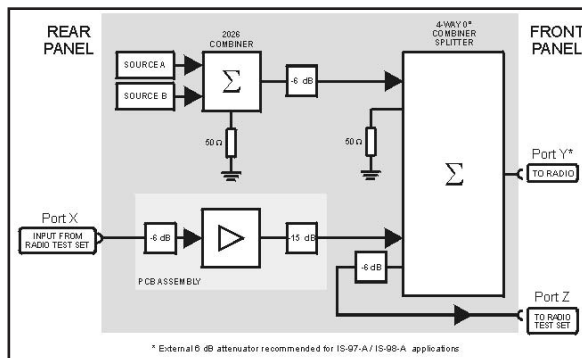 REAR
PANEL
FRONT
PANEL
2026
COMBINER
4-WAY 0°
COMBINER
SPLITTER
SOURCE A
SOURCE B
Σ
-6 dB
50 Ω
50 Ω
Σ
Port Y*
TO RADIO
Port X
INPUT FROM
RADIO TEST SET
-6 dB
-15 dB
-6 dB
PCB ASSEMBLY
Port Z
TO RADIO
TEST SET
* External 6 dB attenuator recommended for IS-97-A / IS-98-A applications